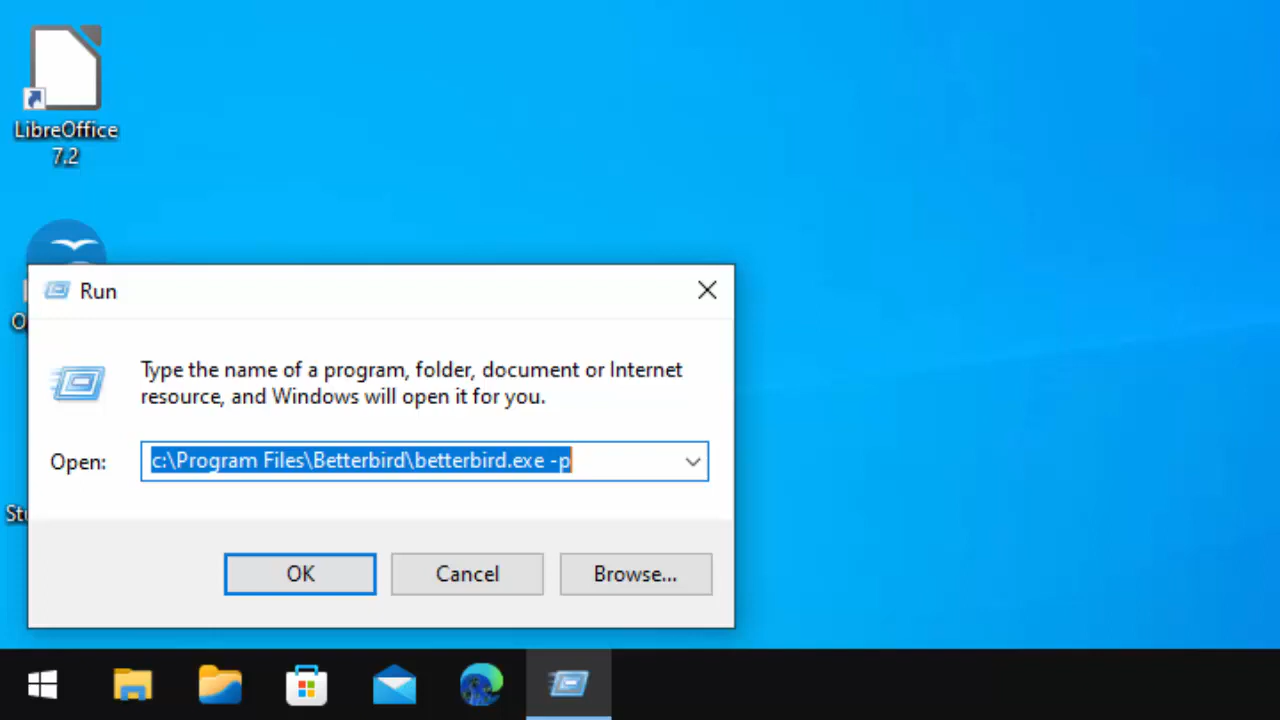 LibreOffice
7.2
Run
Type the name of a program, folder, document or Internet
resource, and Windows will open it for you.
Open:
c:\Program Files\Betterbird\betterbird.exe -p
OK
Cancel
Browse...